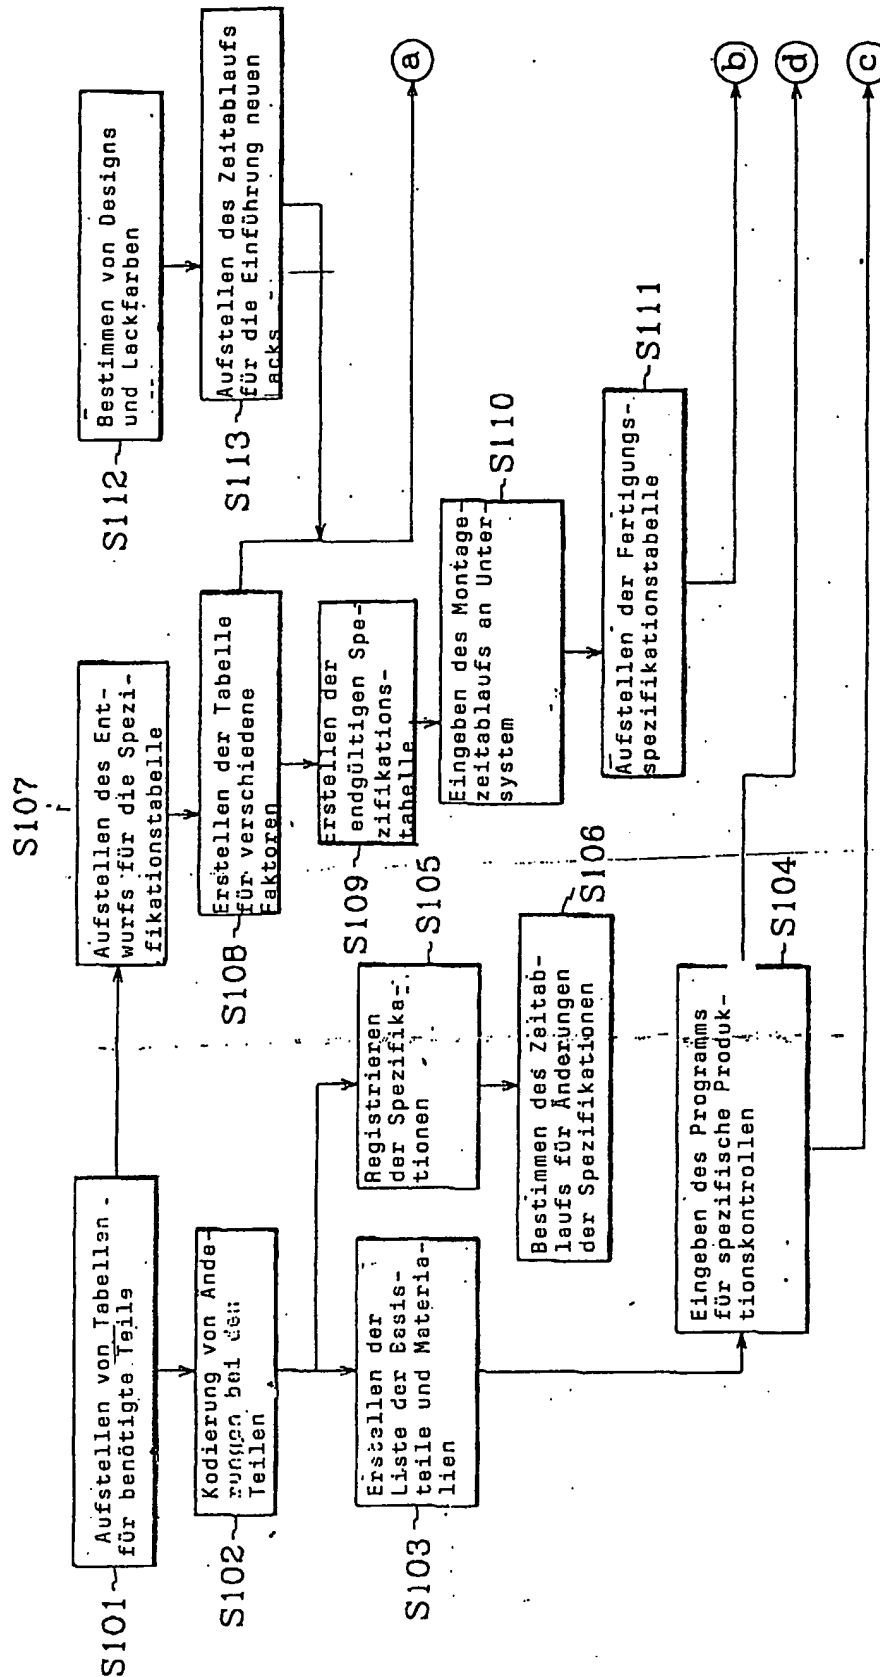 S101
Aufstellen von Tabellen -
für benötigte Teile
S102
Kodierung von Ände-
rungen bei den
Teilen
S103
Erstellen der
Liste der Basis-
teile und Materia-
lien
S104
Eingeben des Programms
für spezifische Produk-
tionskontrollen
S105
Registrieren
der Spezifika-
tionen
S106
Bestimmen des Zeitab-
laufs für Änderungen
der Spezifikationen
S107
Aufstellen des Ent-
wurfs für die Spezi-
fikationstabelle
S108
Erstellen der Tabelle
für verschiedene
Faktoren
S109
Erstellen der
endgültigen Spe-
zifikations-
tabelle
S110
Eingeben des Montage-
zeitablaufs an Unter-
system
S111
Aufstellen der Fertigungs-
spezifikationstabelle
S112
Bestimmen von Designs
und Lackfarben
S113
Aufstellen des Zeitablaufs
für die Einführung neuen
Lacks
a
b
d
c